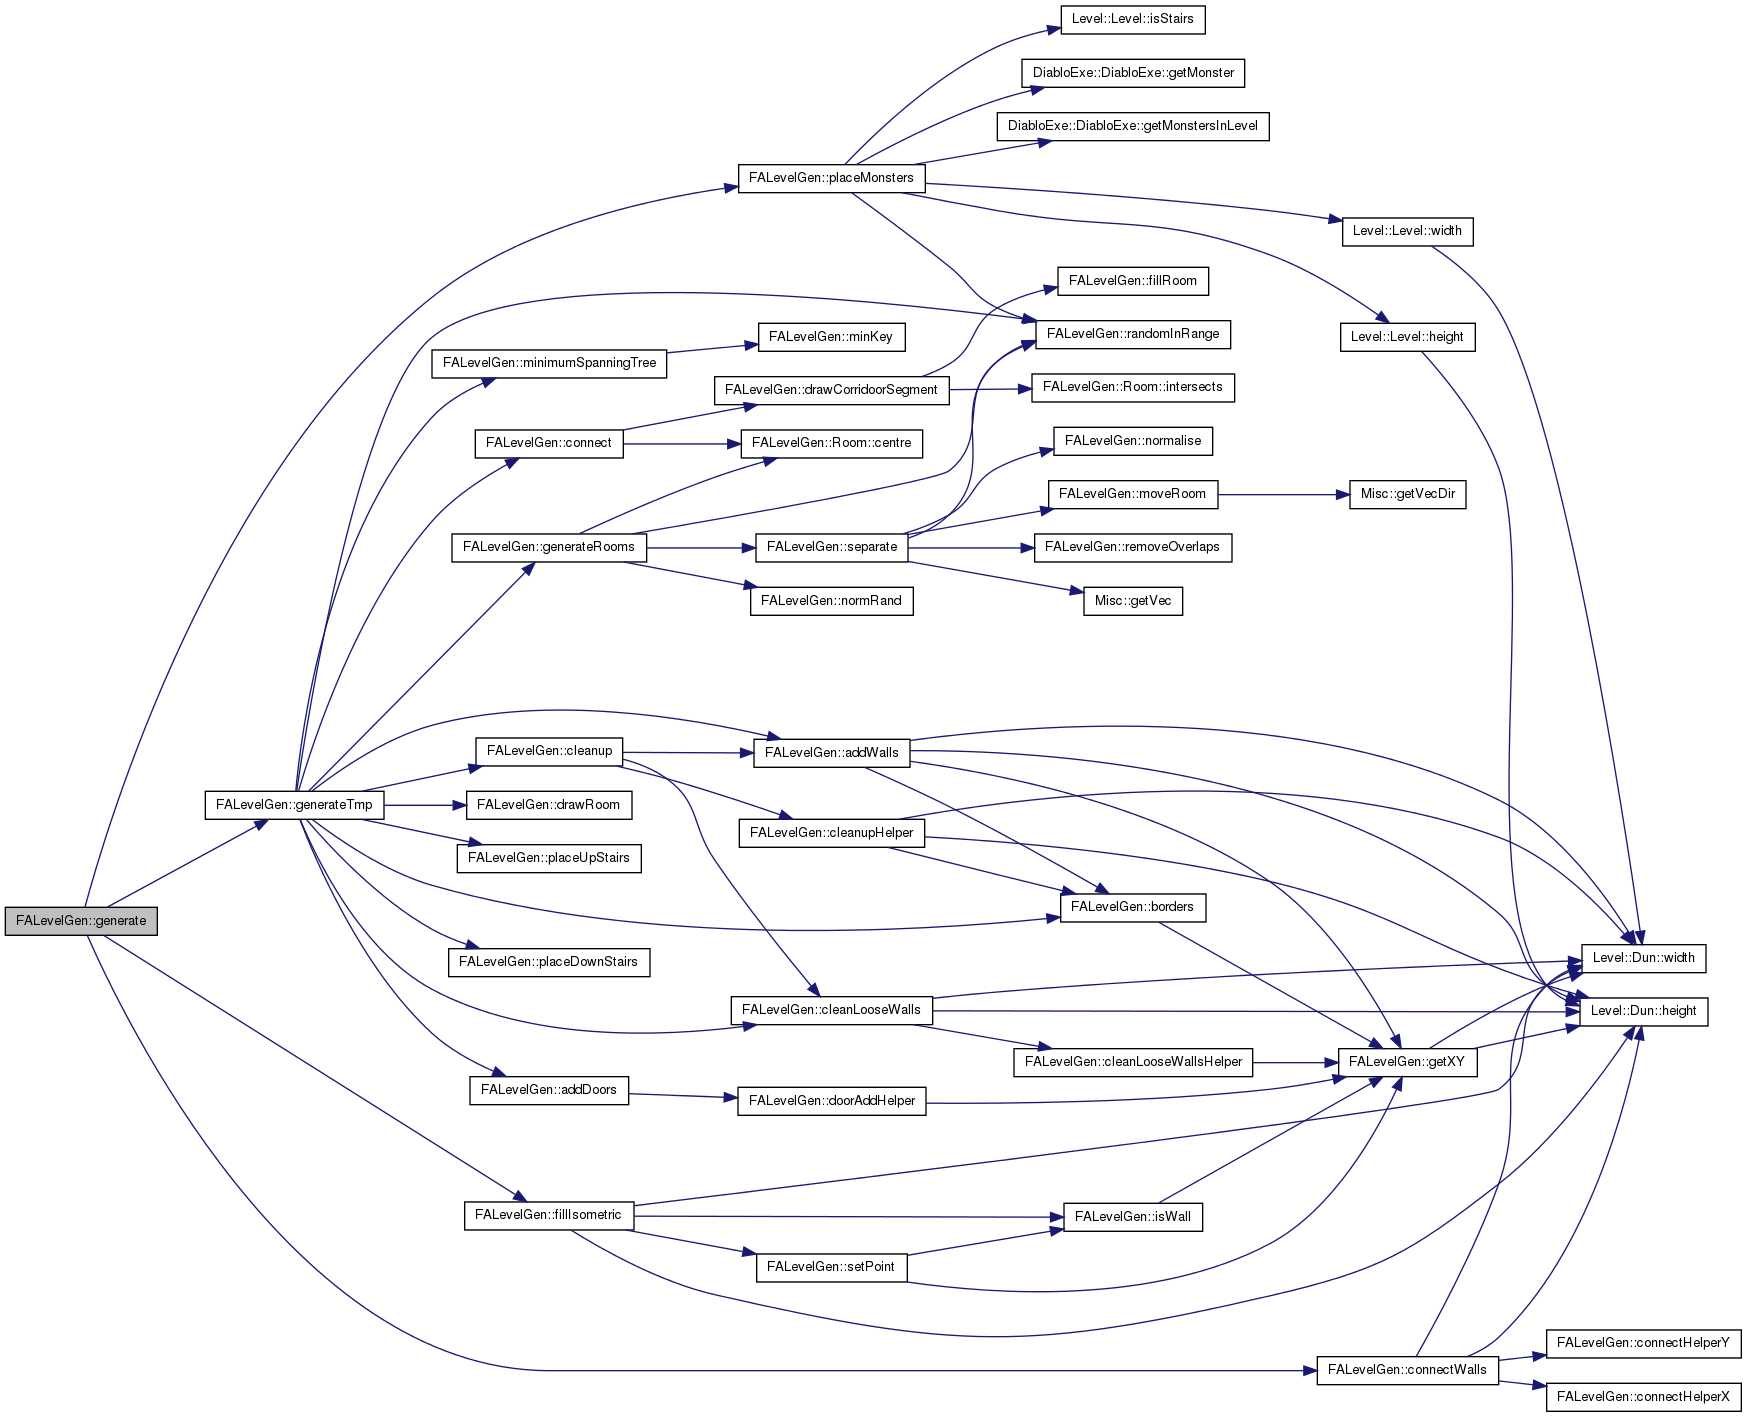 Level::Level::isStairs
DiabloExe::DiabloExe::getMonster
DiabloExe::DiabloExe::getMonstersInLevel
FALevelGen::placeMonsters
Level::Level::width
FALevelGen::fillRoom
FALevelGen::randomInRange
FALevelGen::minKey
Level::Level::height
FALevelGen::minimumSpanningTree
FALevelGen::drawCorridoorSegment
FALevelGen::Room::intersects
FALevelGen::connect
FALevelGen::Room::centre
FALevelGen::normalise
FALevelGen::moveRoom
Misc::getVecDir
FALevelGen::generateRooms
FALevelGen::separate
FALevelGen::removeOverlaps
FALevelGen::normRand
Misc::getVec
FALevelGen::cleanup
FALevelGen::addWalls
FALevelGen::generateTmp
FALevelGen::drawRoom
FALevelGen::cleanupHelper
FALevelGen::placeUpStairs
FALevelGen::borders
FALevelGen::generate
FALevelGen::placeDownStairs
Level::Dun::width
FALevelGen::cleanLooseWalls
Level::Dun::height
FALevelGen::cleanLooseWallsHelper
FALevelGen::getXY
FALevelGen::addDoors
FALevelGen::doorAddHelper
FALevelGen::fillIsometric
FALevelGen::isWall
FALevelGen::setPoint
FALevelGen::connectHelperY
FALevelGen::connectWalls
FALevelGen::connectHelperX